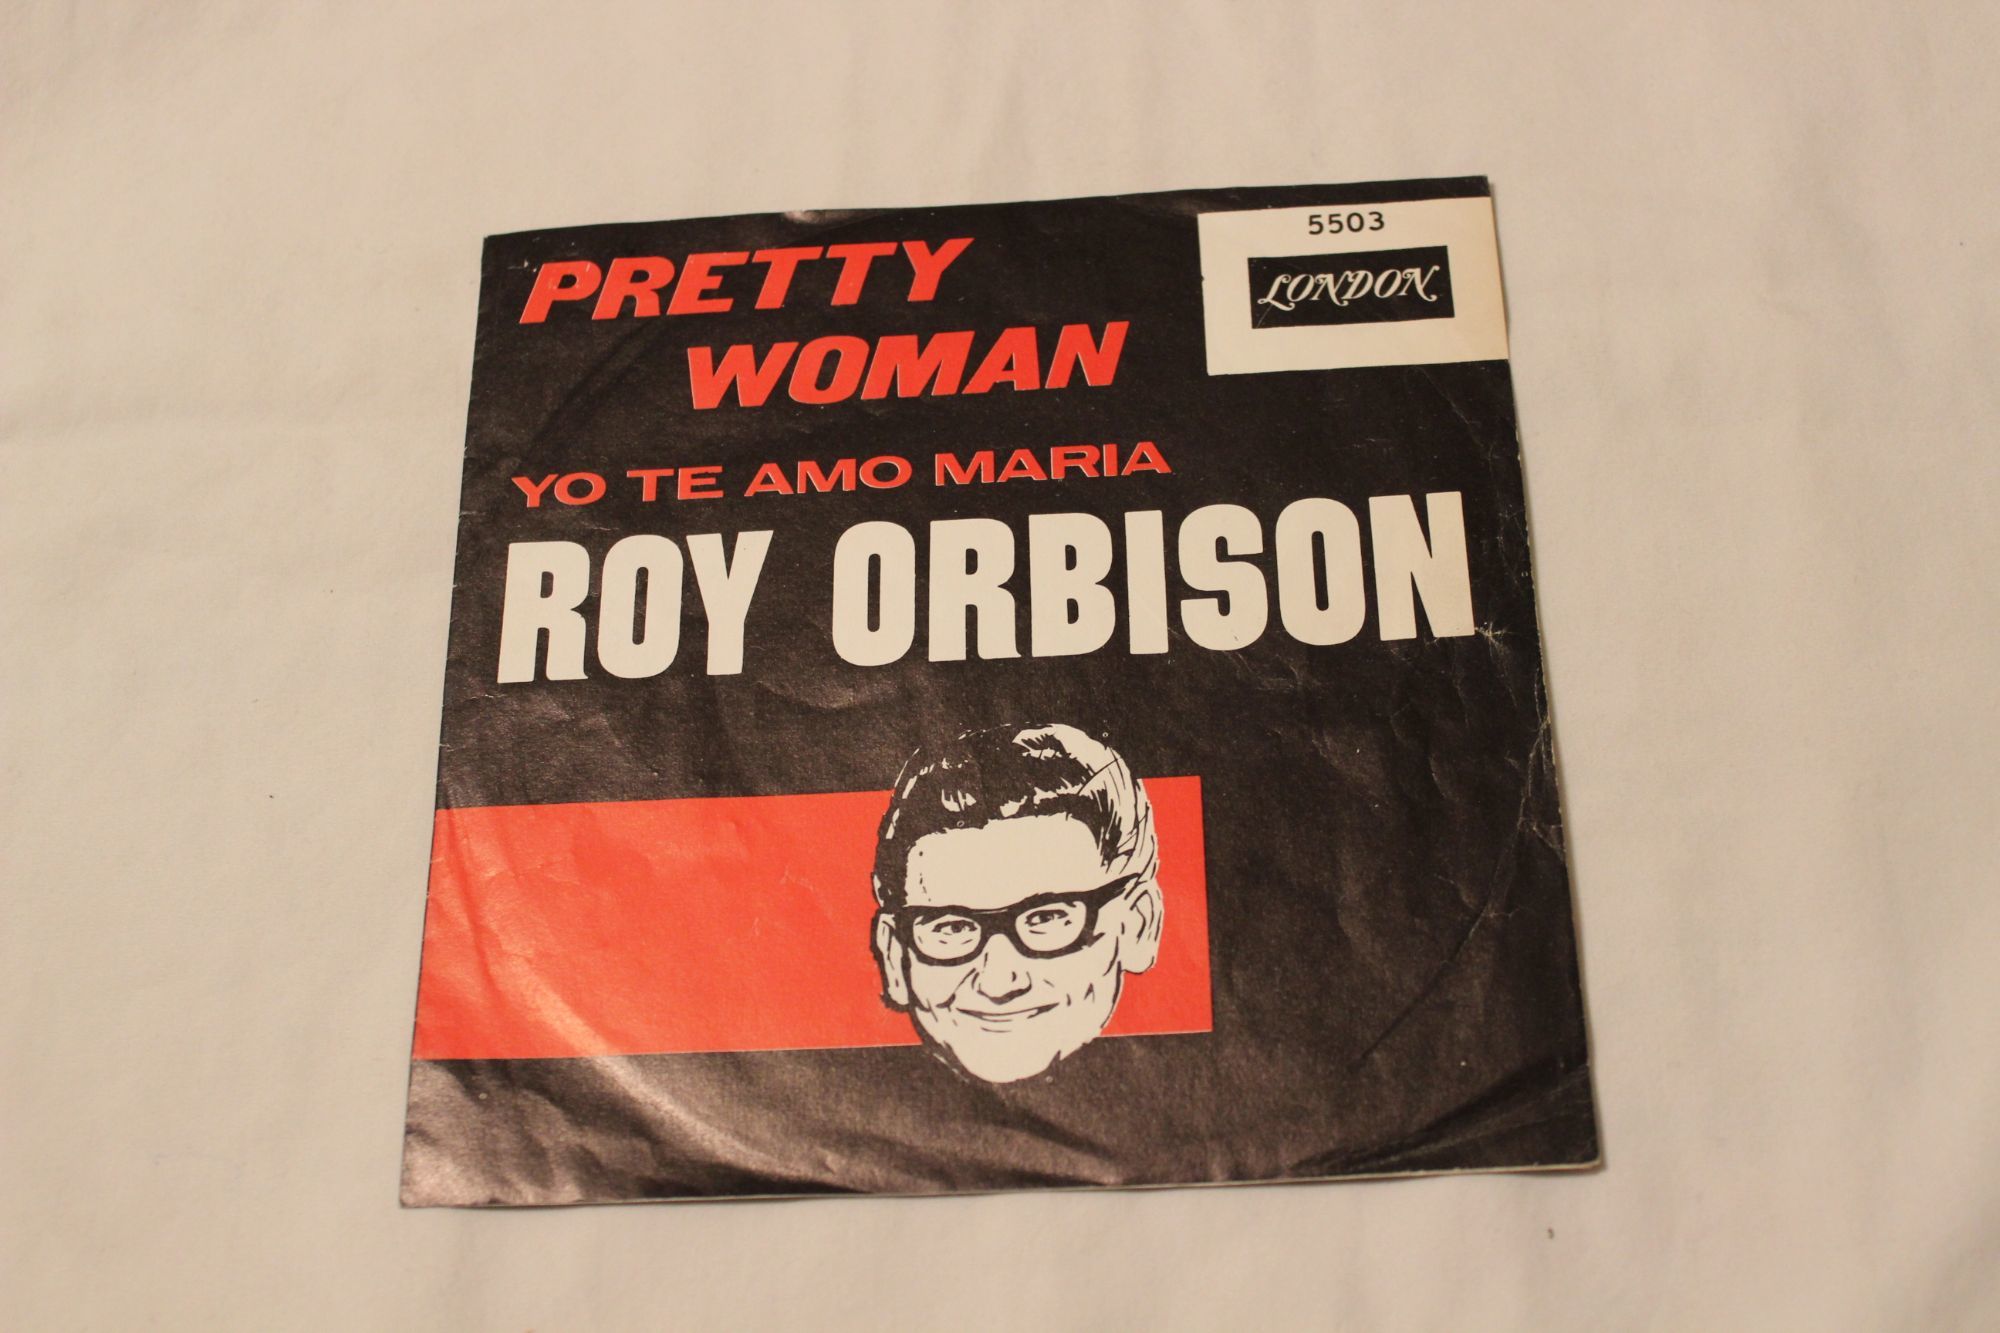 5503
LONDON
PRETTY
WOMAN
YO TE AMO MARIA
ROY ORBISON